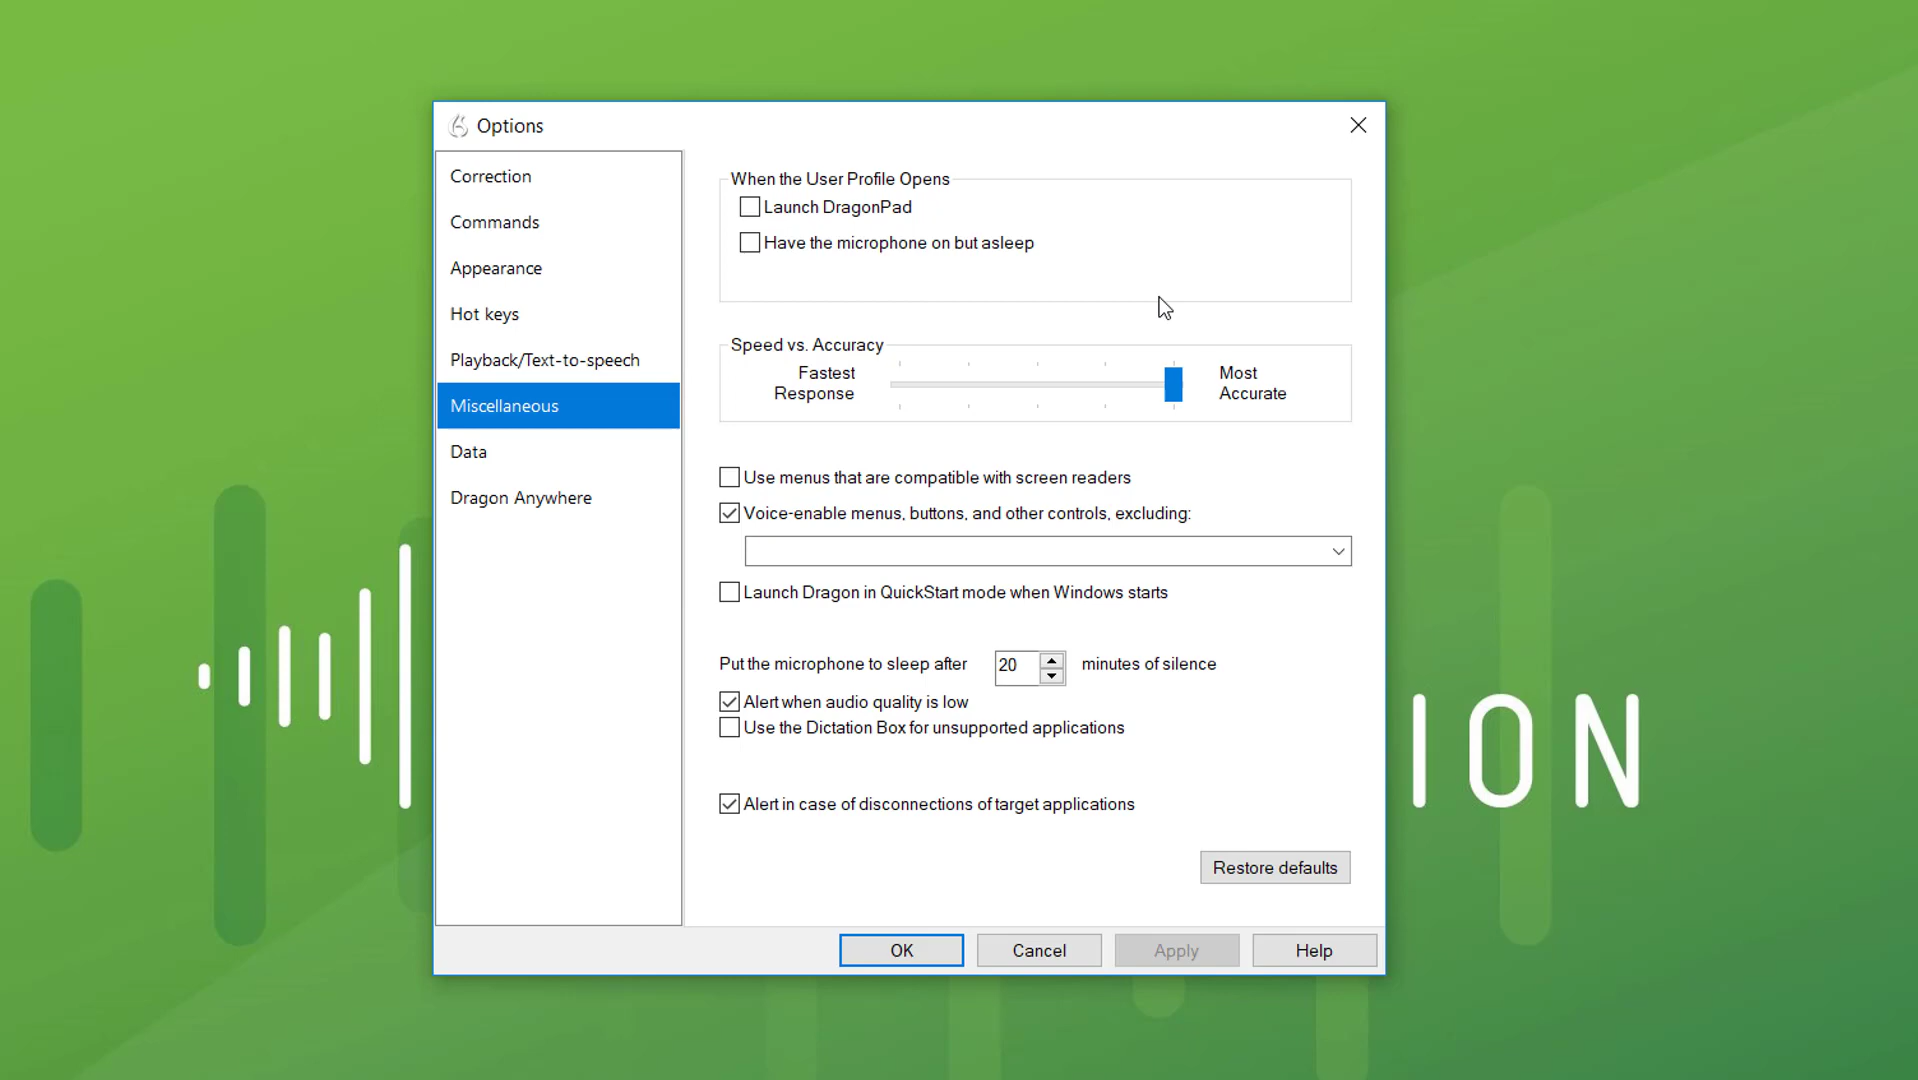 Options
Correction
Commands
Appearance
Hot keys
Playback/Text-to-speech
Miscellaneous
Data
Dragon Anywhere
When the User Profile Opens
Launch DragonPad
Have the microphone on but asleep
Speed vs. Accuracy
Fastest
Response
Most
Accurate
Use menus that are compatible with screen readers
Voice-enable menus, buttons, and other controls, excluding:
Launch Dragon in QuickStart mode when Windows starts
Put the microphone to sleep after 20 minutes of silence
Alert when audio quality is low
Use the Dictation Box for unsupported applications
Alert in case of disconnections of target applications
Restore defaults
OK Cancel Apply Help
ION